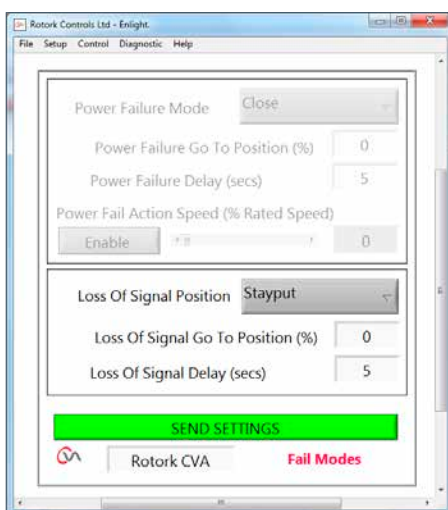 Rotork Controls Ltd - Enlight.
File Setup Control Diagnostic Help
Power Failure Mode Close
Power Failure Go To Position (%) 0
Power Failure Delay (secs) 5
Power Fail Action Speed (% Rated Speed)
Enable 0
Loss Of Signal Position Stayput
Loss Of Signal Go To Position (%) 0
Loss Of Signal Delay (secs) 5
SEND SETTINGS
Rotork CVA Fail Modes